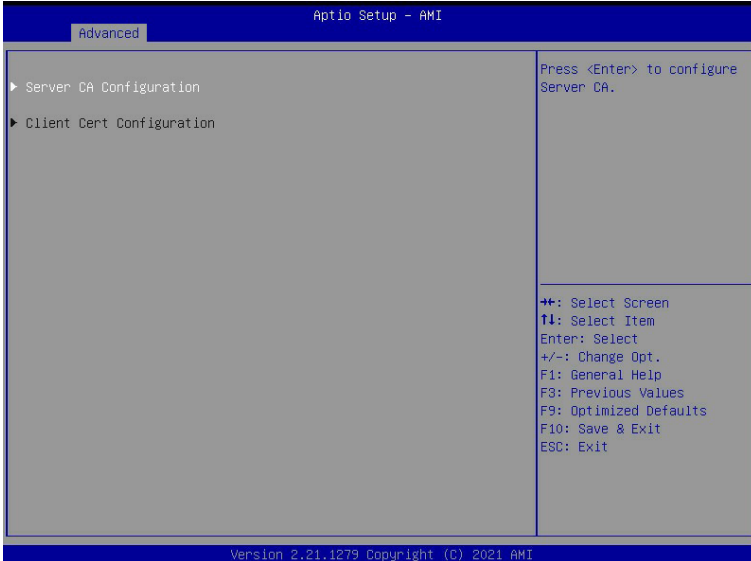 Aptio Setup - AMI
Advanced
▶ Server CA Configuration
▶ Client Cert Configuration
Press <Enter> to configure
Server CA.
→←: Select Screen
↑↓: Select Item
Enter: Select
+/-: Change Opt.
F1: General Help
F3: Previous Values
F9: Optimized Defaults
F10: Save & Exit
ESC: Exit
Version 2.21.1279 Copyright (C) 2021 AMI